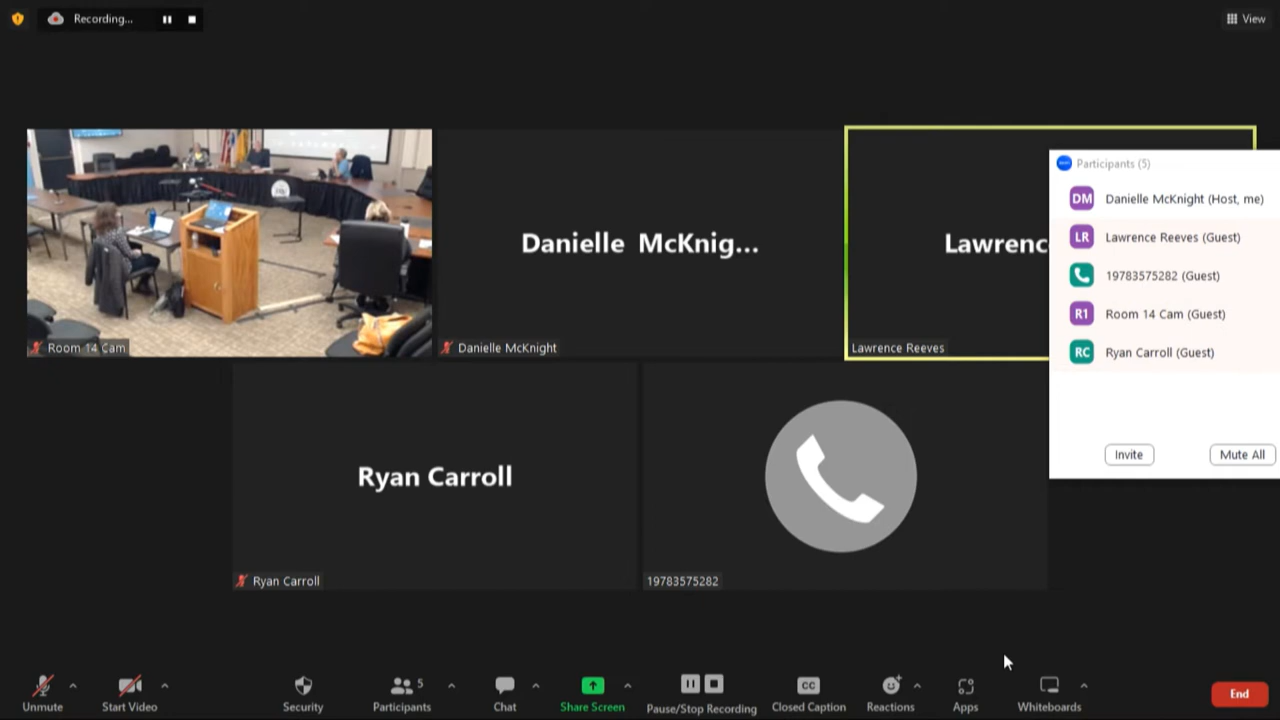 Recording...
View
Room 14 Cam
Danielle McKnig...
Danielle McKnight
Lawrenc
Lawrence Reeves
Participants (5)
DM Danielle McKnight (Host, me)
LR Lawrence Reeves (Guest)
19783575282 (Guest)
R1 Room 14 Cam (Guest)
RC Ryan Carroll (Guest)
Invite Mute All
Ryan Carroll
Ryan Carroll
19783575282
Unmute
Start Video
Security
Participants 5
Chat
Share Screen
Pause/Stop Recording
CC Closed Caption
Reactions
Apps
Whiteboards
End